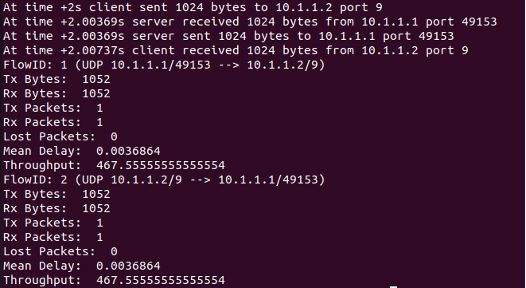 At time +2s client sent 1024 bytes to 10.1.1.2 port 9
At time +2.00369s server received 1024 bytes from 10.1.1.1 port 49153
At time +2.00369s server sent 1024 bytes to 10.1.1.1 port 49153
At time +2.00737s client received 1024 bytes from 10.1.1.2 port 9
FlowID: 1 (UDP 10.1.1.1/49153 --> 10.1.1.2/9)
Tx Bytes:  1052
Rx Bytes:  1052
Tx Packets:  1
Rx Packets:  1
Lost Packets:  0
Mean Delay:  0.0036864
Throughput:  467.55555555555554
FlowID: 2 (UDP 10.1.1.2/9 --> 10.1.1.1/49153)
Tx Bytes:  1052
Rx Bytes:  1052
Tx Packets:  1
Rx Packets:  1
Lost Packets:  0
Mean Delay:  0.0036864
Throughput:  467.55555555555554